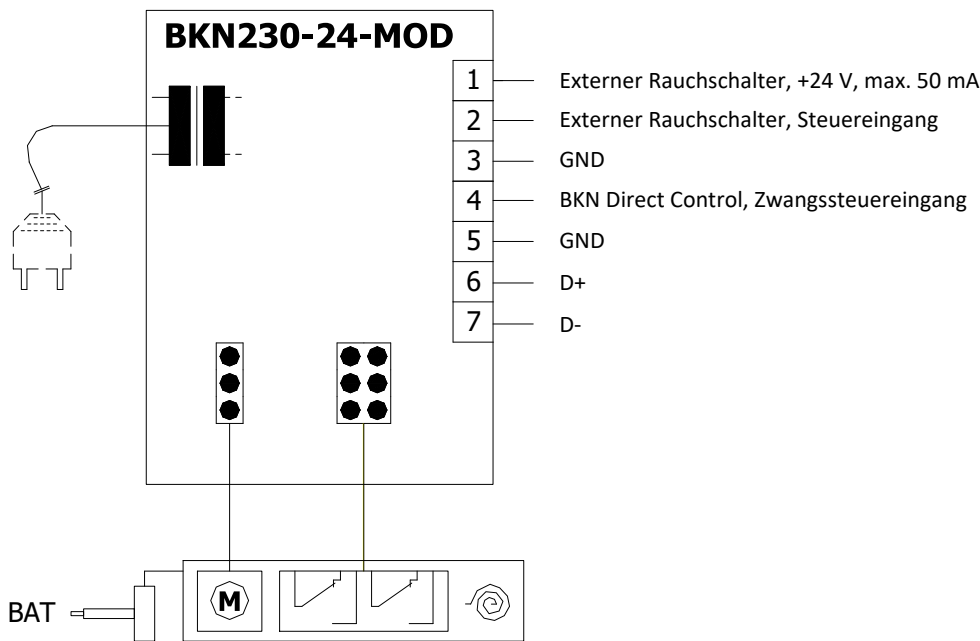 BKN230-24-MOD
1 Externer Rauchschalter, +24 V, max. 50 mA
2 Externer Rauchschalter, Steuereingang
3 GND
4 BKN Direct Control, Zwangssteuereingang
5 GND
6 D+
7 D-
BAT
M